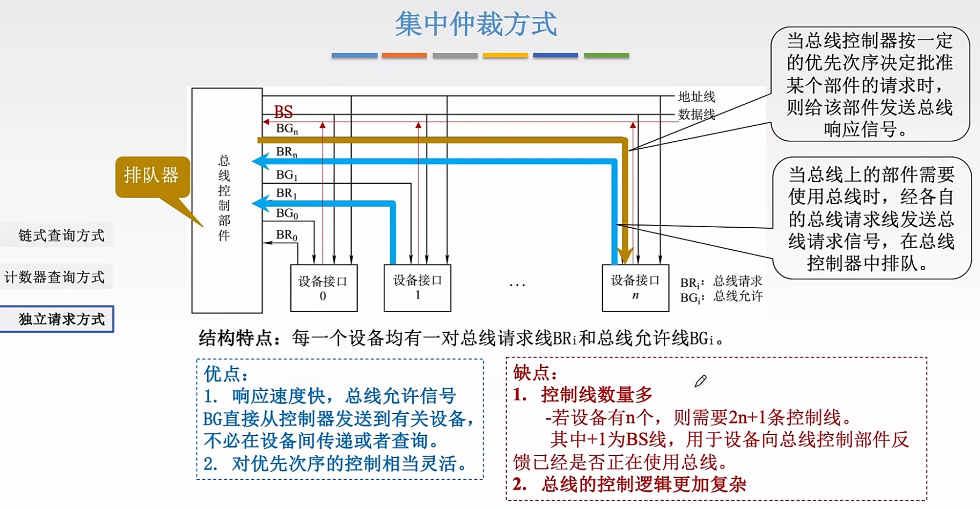 集中仲裁方式
当总线控制器按一定
的优先次序决定批准
某个部件的请求时，
则给该部件发送总线
响应信号。
地址线
数据线
BS
BGn
BRn
BG1
BR1
BG0
BR0
总线控制部件
排队器
当总线上的部件需要
使用总线时，经各自
的总线请求线发送总
线请求信号，在总线
控制器中排队。
链式查询方式
计数器查询方式
独立请求方式
设备接口
0
设备接口
1
...
设备接口
n
BRi：总线请求
BGi：总线允许
结构特点：每一个设备均有一对总线请求线BRi和总线允许线BGi。
优点：
1. 响应速度快，总线允许信号
BG直接从控制器发送到有关设备，
不必在设备间传递或者查询。
2. 对优先次序的控制相当灵活。
缺点：
1. 控制线数量多
-若设备有n个，则需要2n+1条控制线。
其中+1为BS线，用于设备向总线控制部件反
馈已经是否正在使用总线。
2. 总线的控制逻辑更加复杂